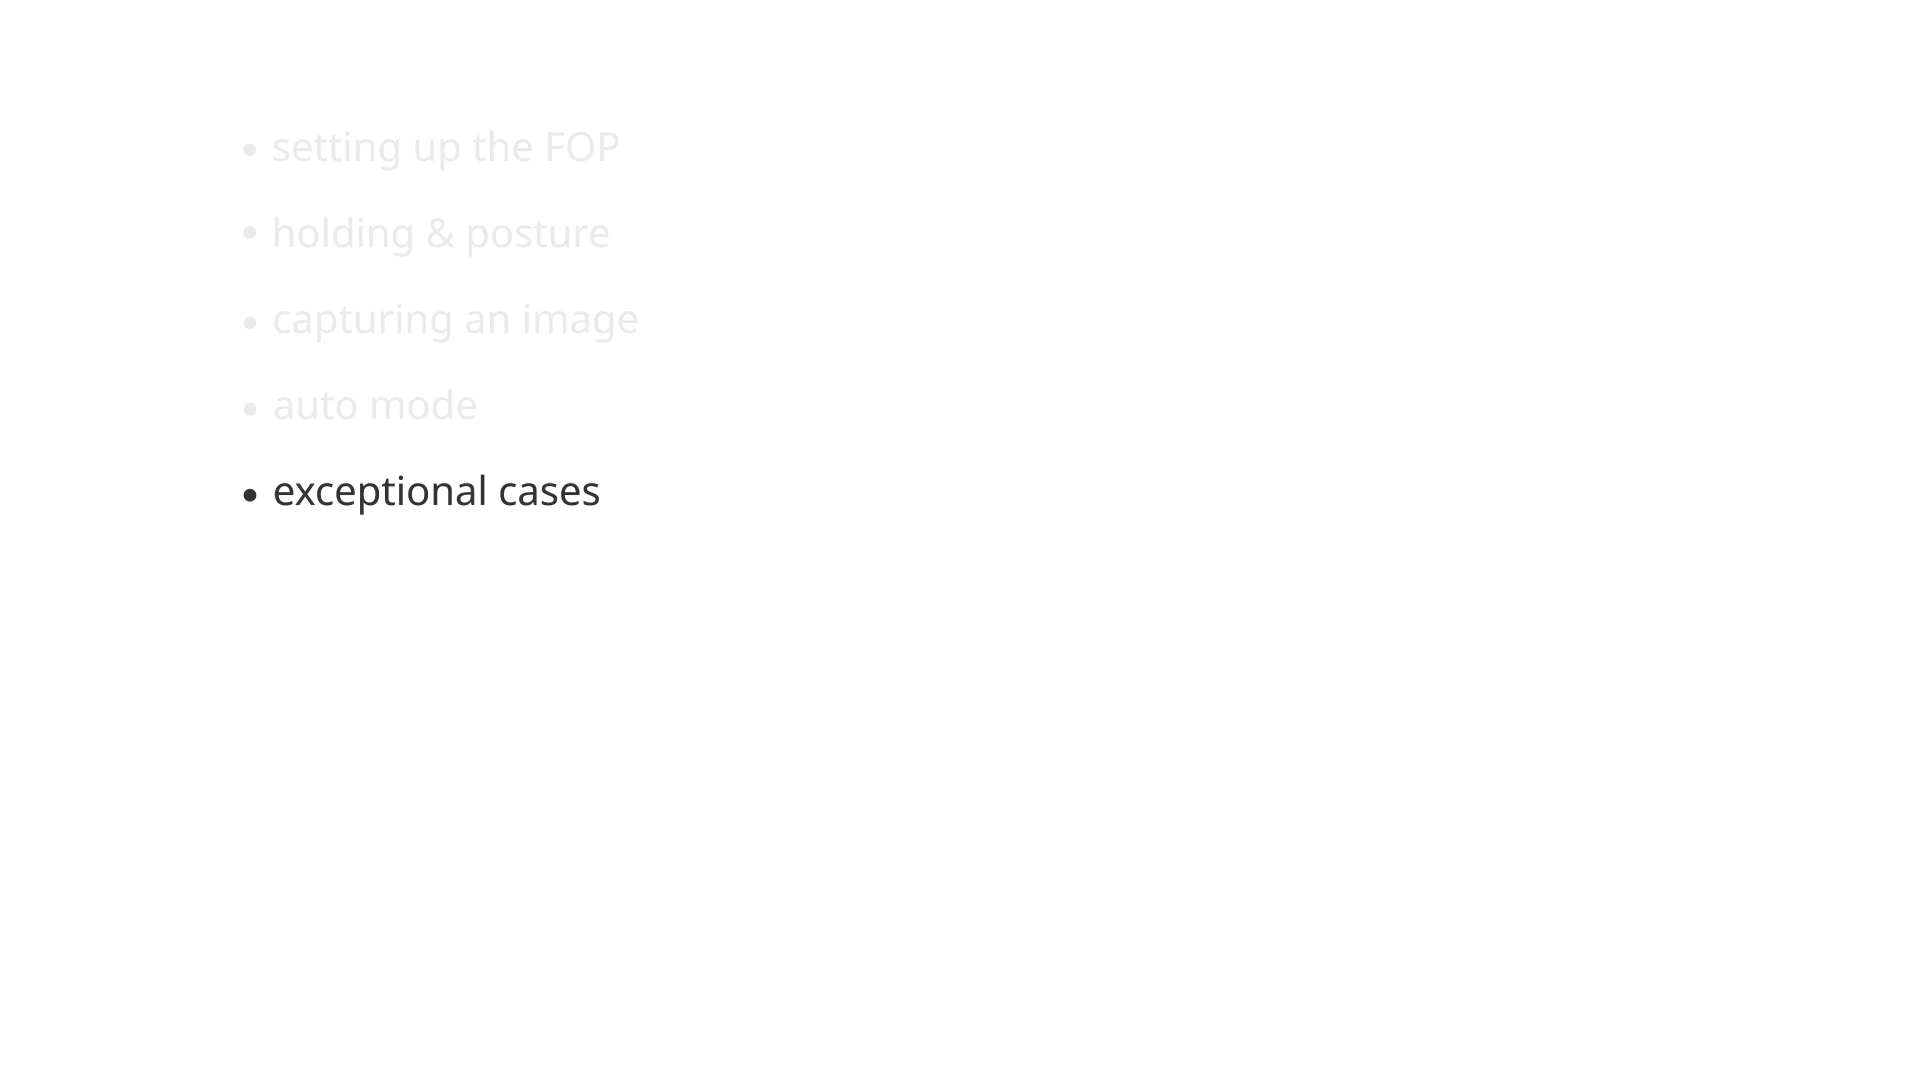 • setting up the FOP
• holding & posture
• capturing an image
• auto mode
• exceptional cases